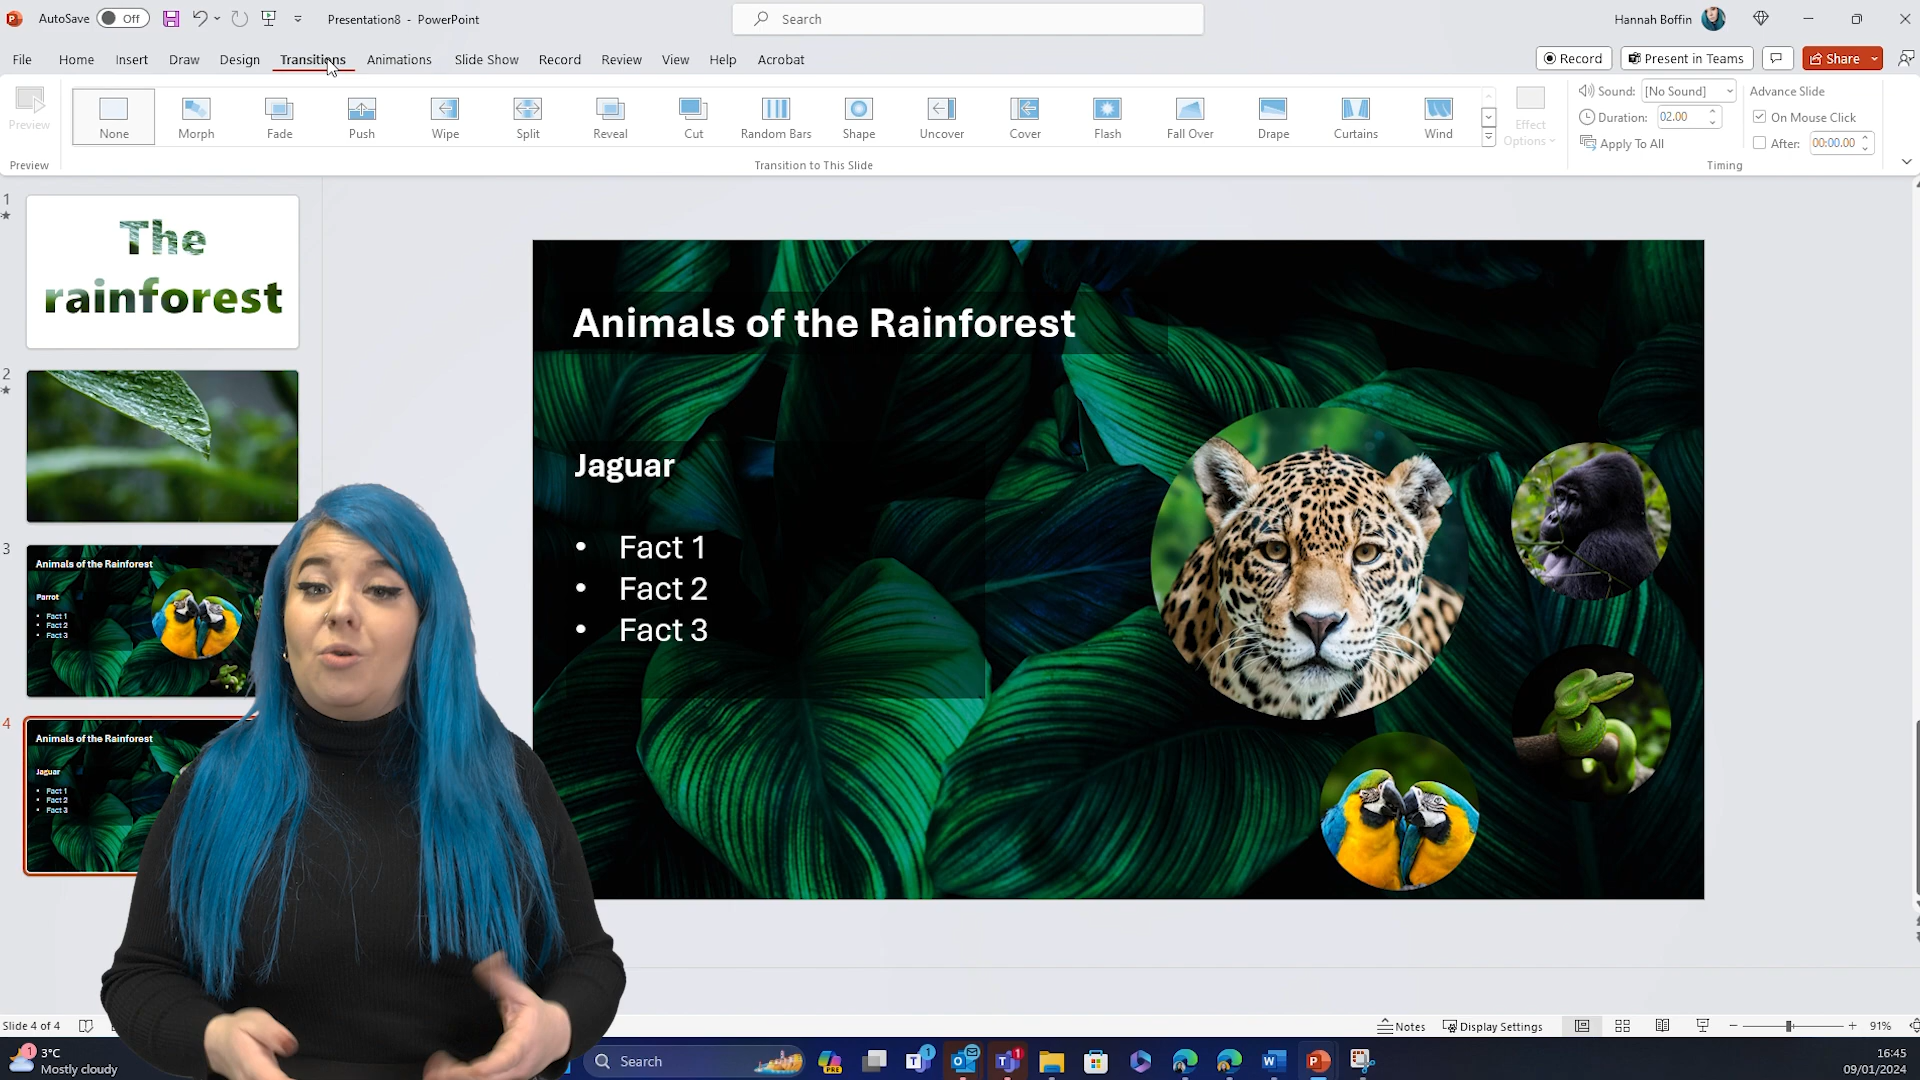 AutoSave Off Presentation8 - PowerPoint Search Hannah Boffin
File Home Insert Draw Design Transitions Animations Slide Show Record Review View Help Acrobat Record Present in Teams Share
Preview None Morph Fade Push Wipe Split Reveal Cut Random Bars Shape Uncover Cover Flash Fall Over Drape Curtains Wind Effect Options
Sound: [No Sound] Advance Slide
Duration: 02.00 On Mouse Click
Apply To All After: 00:00.00
Preview Transition to This Slide Timing
1
The
rainforest
2
3
Animals of the Rainforest
Parrot
• Fact 1
• Fact 2
• Fact 3
4
Animals of the Rainforest
Jaguar
• Fact 1
• Fact 2
• Fact 3
Animals of the Rainforest
Jaguar
• Fact 1
• Fact 2
• Fact 3
Slide 4 of 4 Notes Display Settings 91%
1 3°C
Mostly cloudy
Search PRE 1 1
16:45
09/01/2024